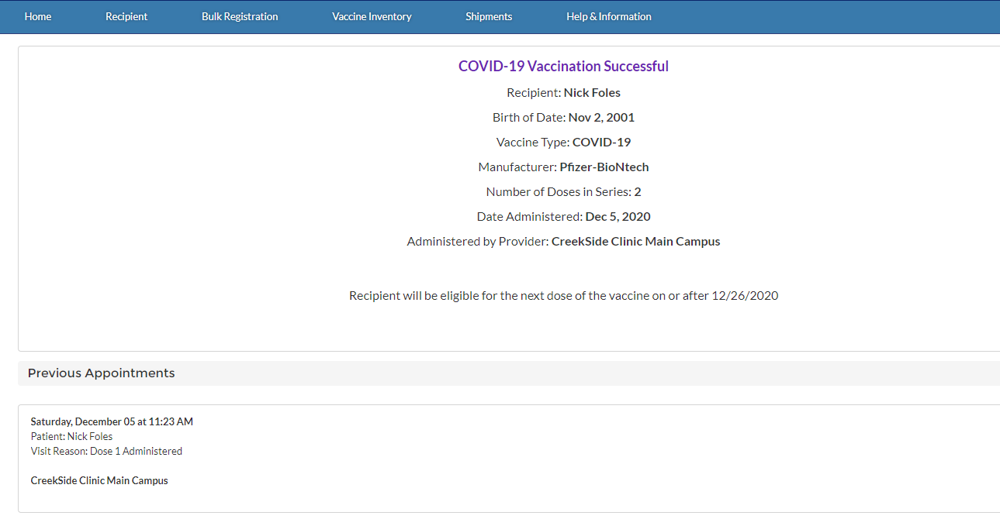 Home Recipient Bulk Registration Vaccine Inventory Shipments Help & Information
COVID-19 Vaccination Successful
Recipient: Nick Foles
Birth of Date: Nov 2, 2001
Vaccine Type: COVID-19
Manufacturer: Pfizer-BioNtech
Number of Doses in Series: 2
Date Administered: Dec 5, 2020
Administered by Provider: CreekSide Clinic Main Campus
Recipient will be eligible for the next dose of the vaccine on or after 12/26/2020
Previous Appointments
Saturday, December 05 at 11:23 AM
Patient: Nick Foles
Visit Reason: Dose 1 Administered
CreekSide Clinic Main Campus